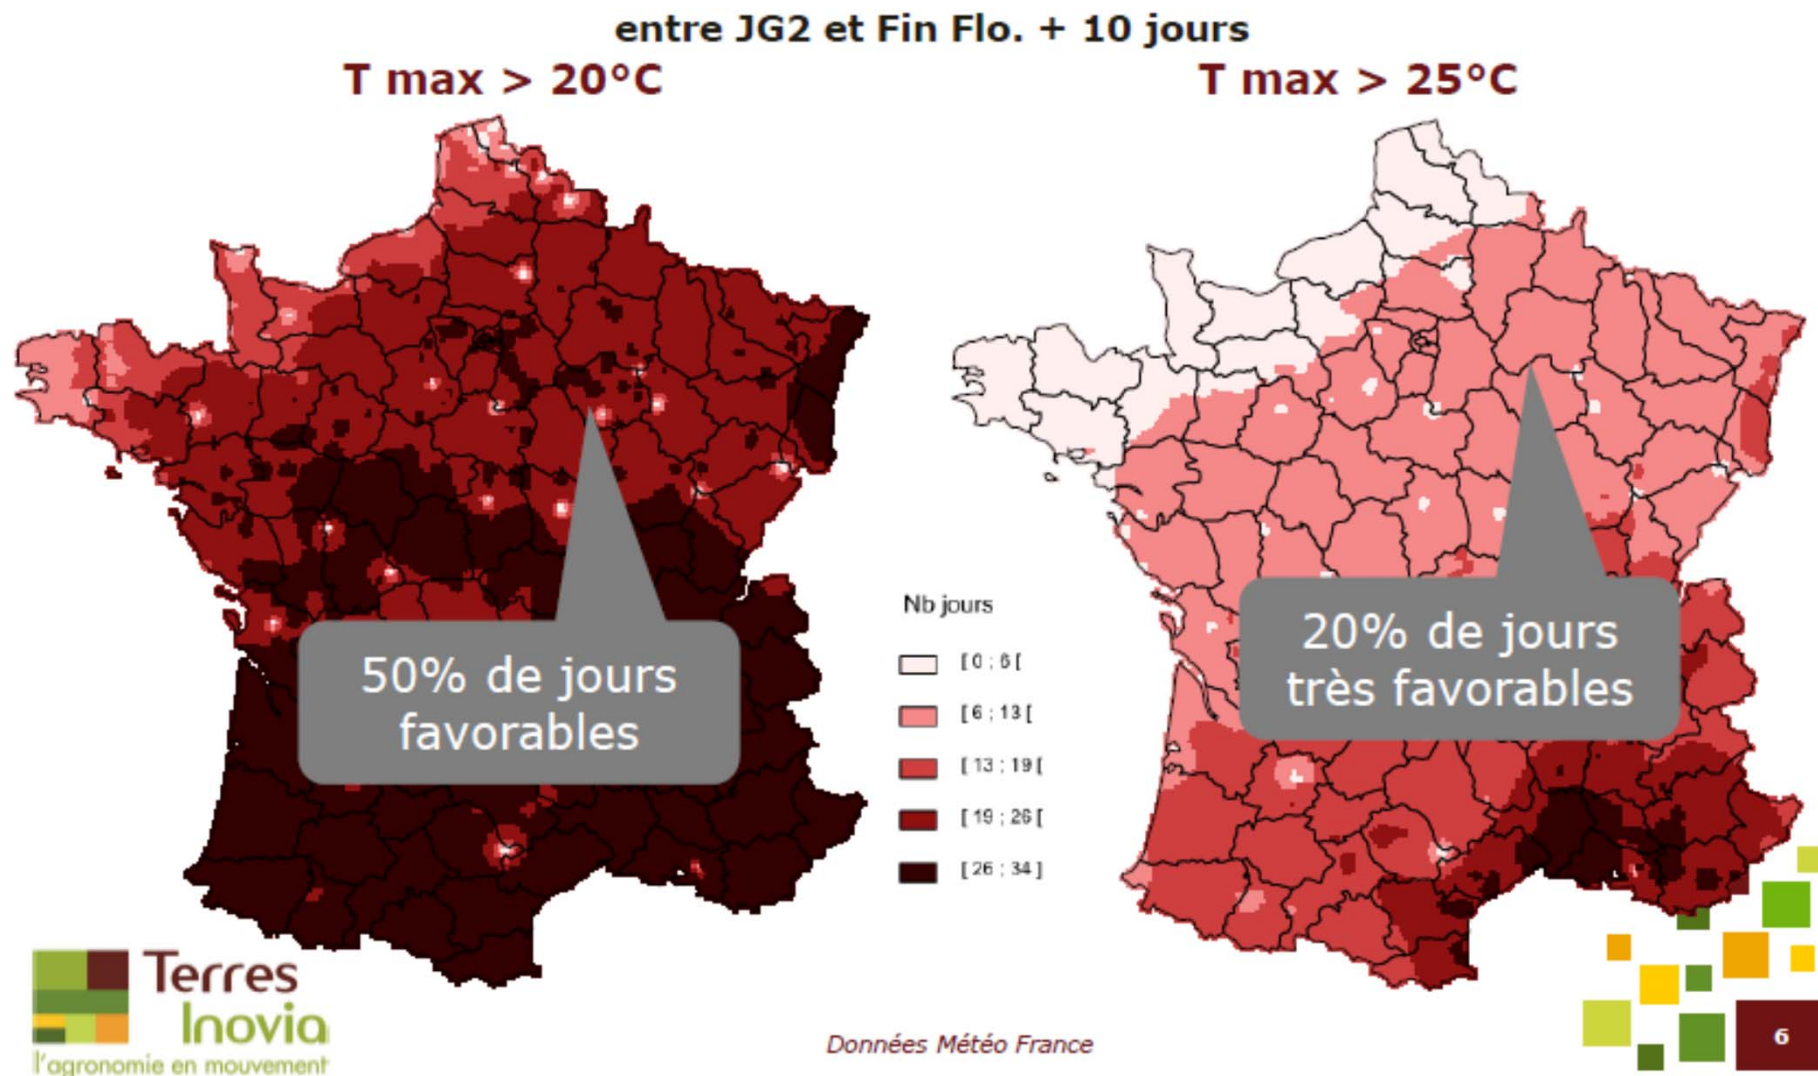 entre JG2 et Fin Flo. + 10 jours
T max > 20°C
T max > 25°C
50% de jours
favorables
Nb jours
[ 0 ; 6 [
[ 6 ; 13 [
[ 13 ; 19 [
[ 19 ; 26 [
[ 26 ; 34 ]
20% de jours
très favorables
Terres
Inovia
l'agronomie en mouvement
Données Météo France
6